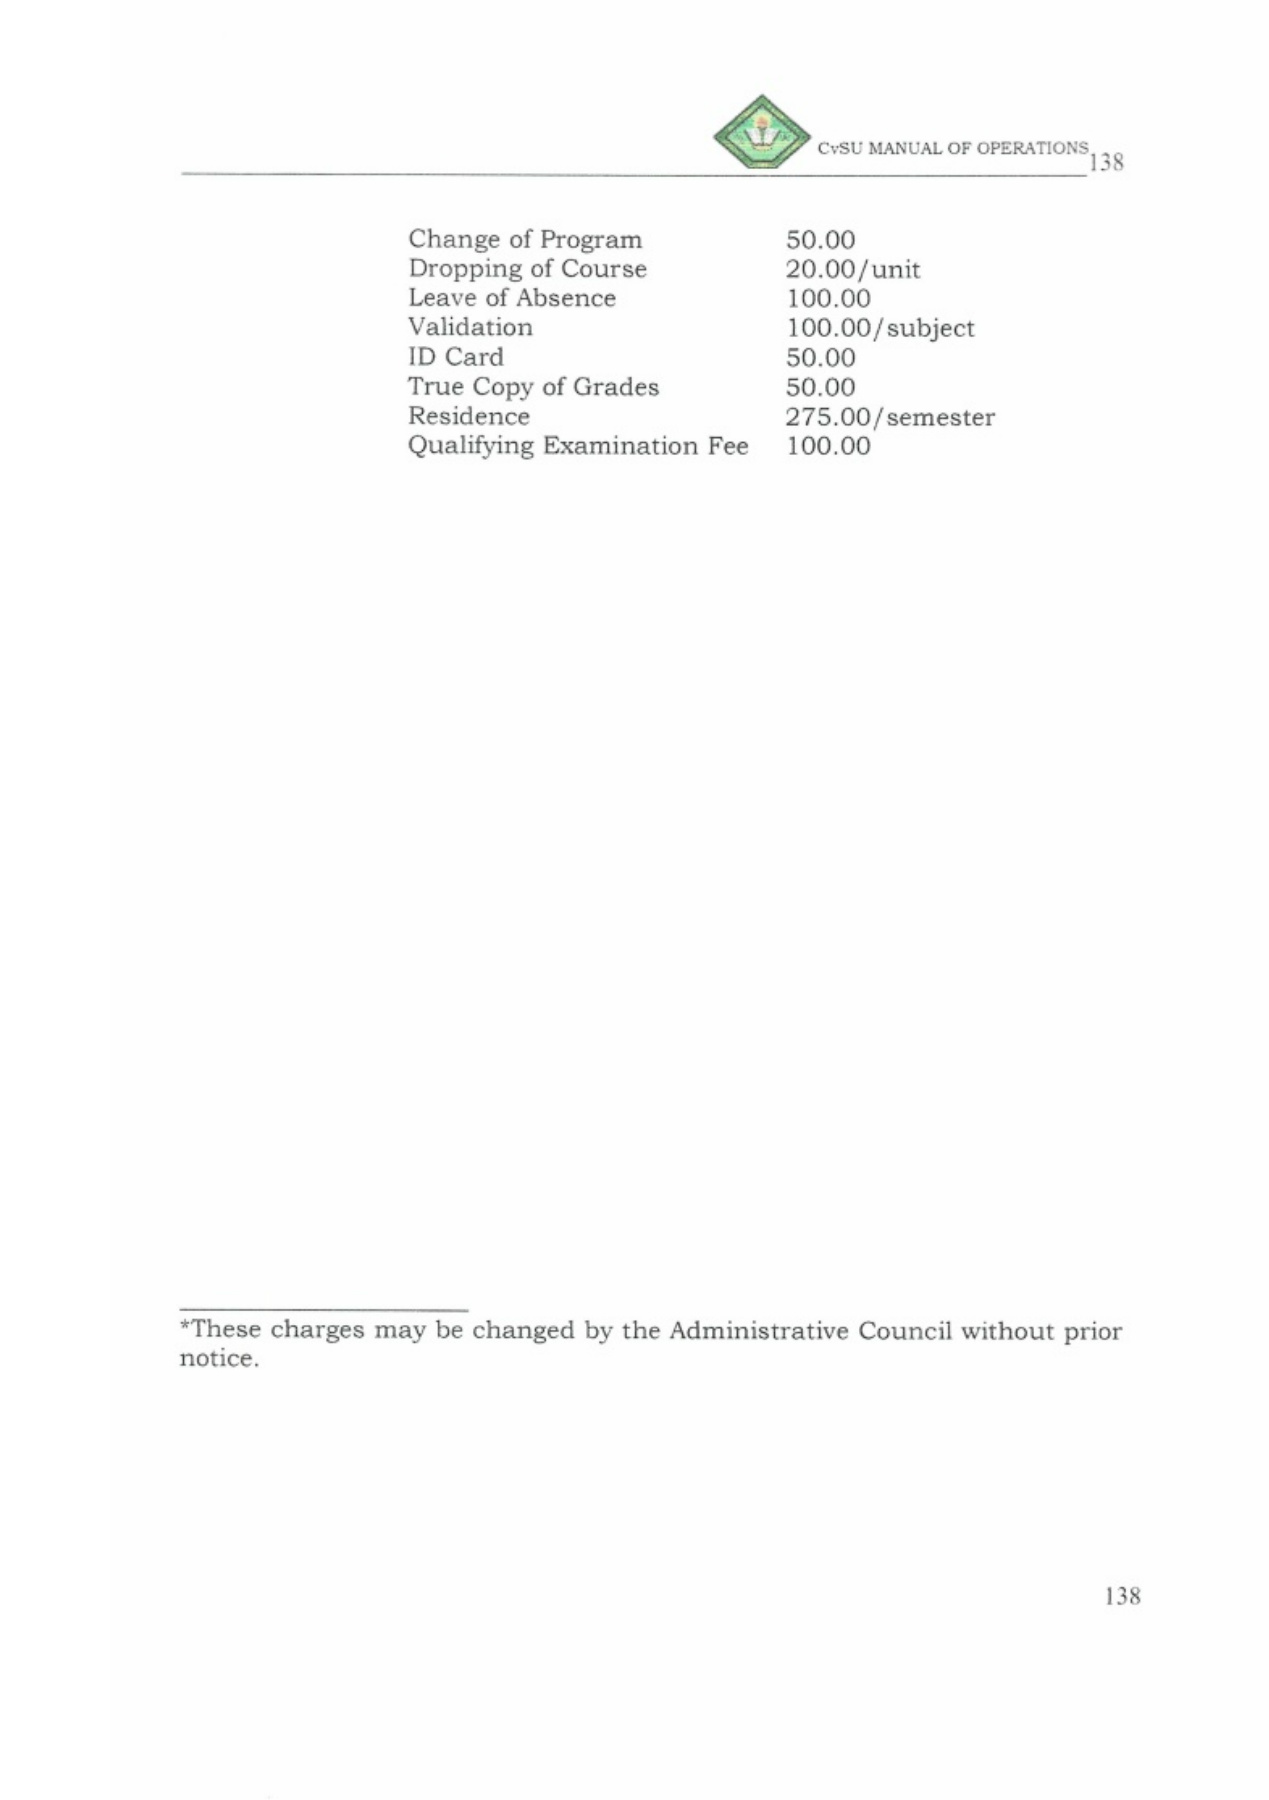 CvSU MANUAL OF OPERATIONS 138
Change of Program 50.00
Dropping of Course 20.00/unit
Leave of Absence 100.00
Validation 100.00/subject
ID Card 50.00
True Copy of Grades 50.00
Residence 275.00/semester
Qualifying Examination Fee 100.00
*These charges may be changed by the Administrative Council without prior
notice.
138